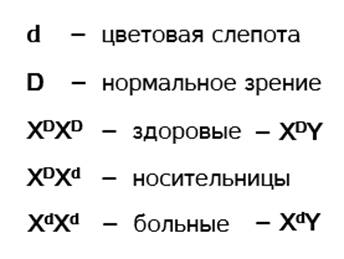 d – цветовая слепота
D – нормальное зрение
XᴰXᴰ – здоровые – XᴰY
XᴰXᵈ – носительницы
XᵈXᵈ – больные – XᵈY